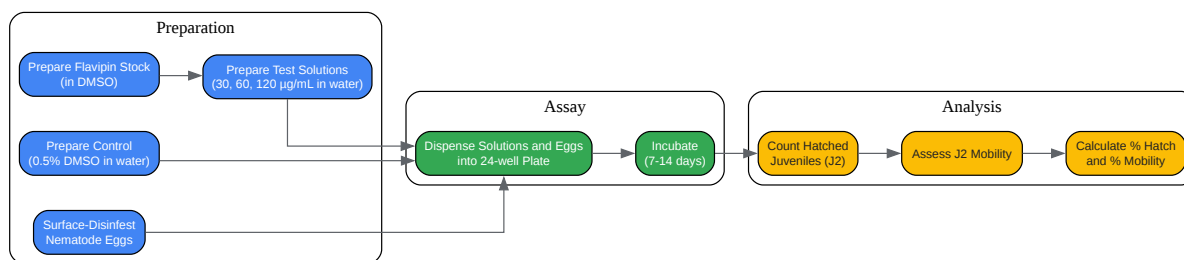 Preparation
Prepare Flavipin Stock
(in DMSO)
Prepare Test Solutions
(30, 60, 120 µg/mL in water)
Prepare Control
(0.5% DMSO in water)
Surface-Disinfest
Nematode Eggs
Assay
Dispense Solutions and Eggs
into 24-well Plate
Incubate
(7-14 days)
Analysis
Count Hatched
Juveniles (J2)
Assess J2 Mobility
Calculate % Hatch
and % Mobility